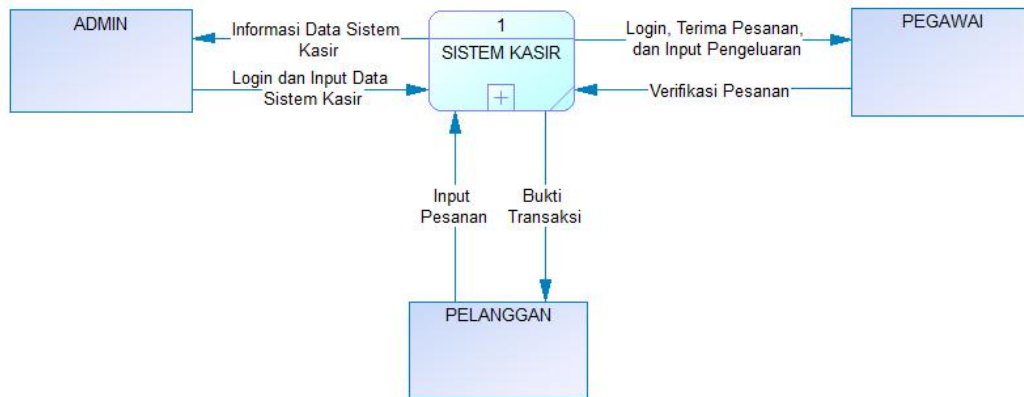 ADMIN
Informasi Data Sistem
Kasir
Login dan Input Data
Sistem Kasir
1
SISTEM KASIR
Login, Terima Pesanan,
dan Input Pengeluaran
Verifikasi Pesanan
PEGAWAI
Input
Pesanan
Bukti
Transaksi
PELANGGAN